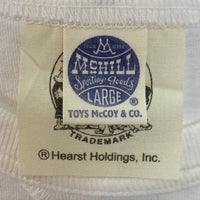 McHILL
Sporting Goods
LARGE ®
TOYS McCOY & CO.
TRADEMARK
® Hearst Holdings, Inc.